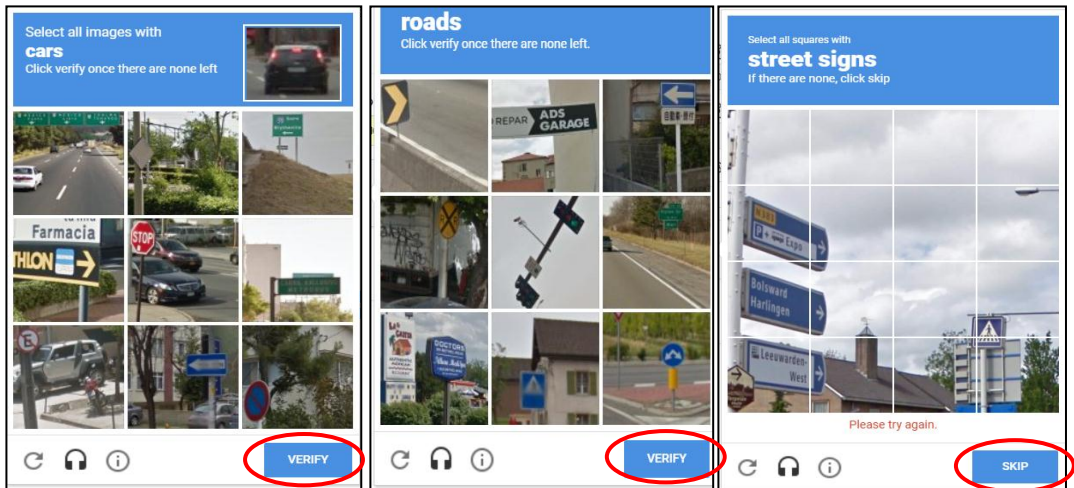 Select all images with
cars
Click verify once there are none left
Farmacia
THLON
STOP
E
VERIFY
roads
Click verify once there are none left.
REPAR
ADS
GARAGE
DOCTORS
VERIFY
Select all squares with
street signs
If there are none, click skip
P+
Expo
Bolsward
Harlingen
Leeuwarden-
West
Please try again.
SKIP